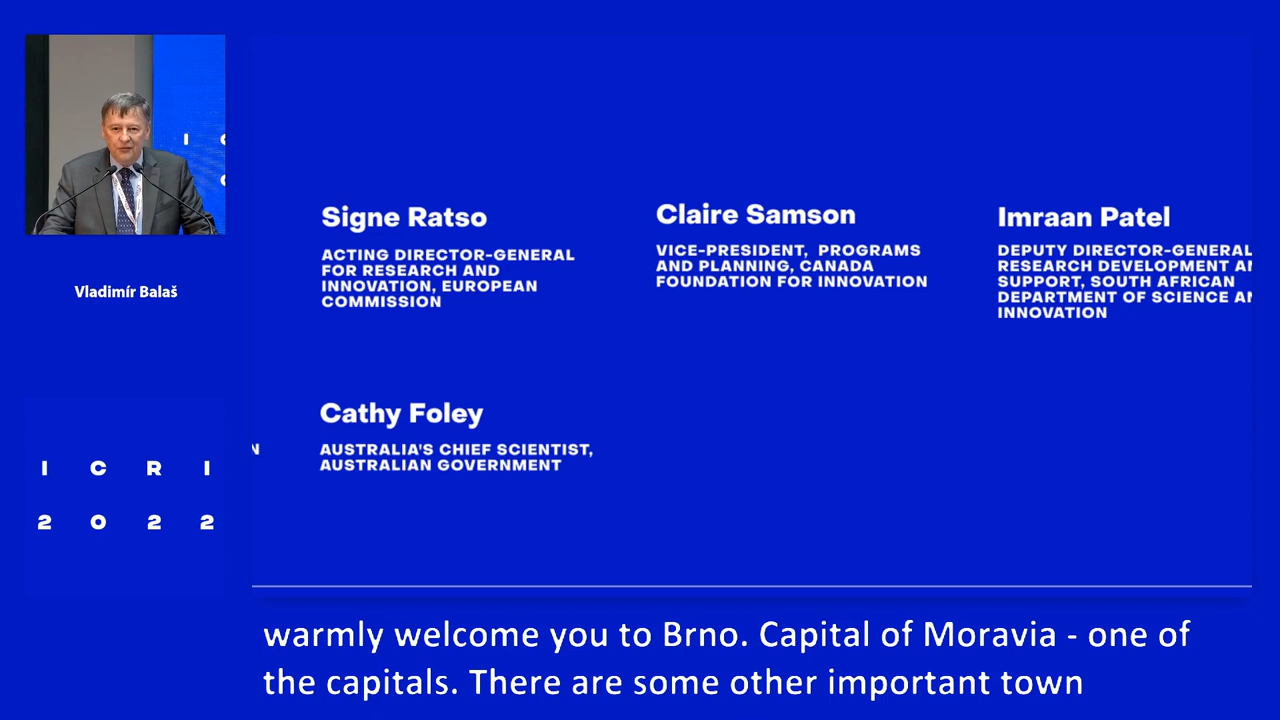 Vladimír Balaš
I C R I
2 0 2 2
Signe Ratso
ACTING DIRECTOR-GENERAL
FOR RESEARCH AND
INNOVATION, EUROPEAN
COMMISSION
Claire Samson
VICE-PRESIDENT, PROGRAMS
AND PLANNING, CANADA
FOUNDATION FOR INNOVATION
Imraan Patel
DEPUTY DIRECTOR-GENERAL
RESEARCH DEVELOPMENT
SUPPORT, SOUTH AFRICAN
DEPARTMENT OF SCIENCE
INNOVATION
Cathy Foley
AUSTRALIA'S CHIEF SCIENTIST,
AUSTRALIAN GOVERNMENT
warmly welcome you to Brno. Capital of Moravia - one of
the capitals. There are some other important town